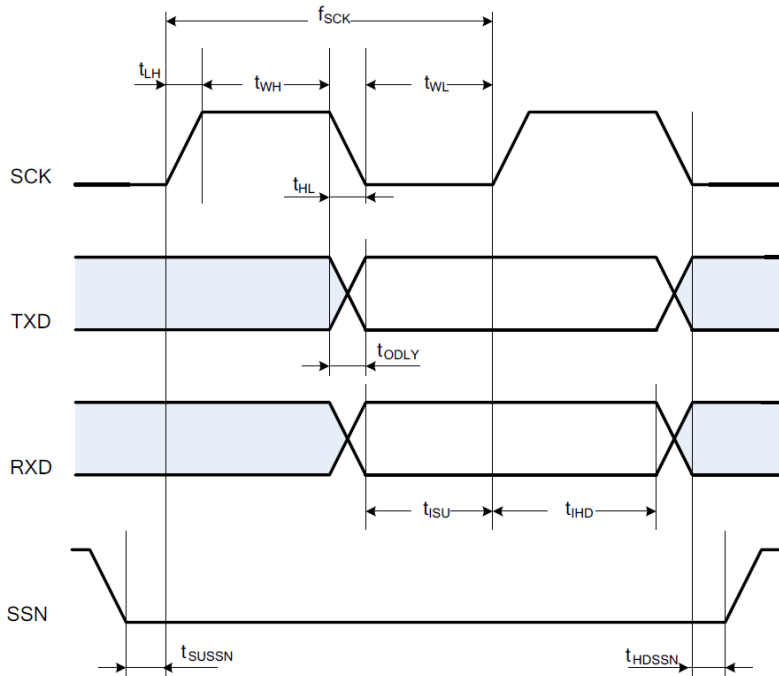 fSCK
tLH
tWH
tWL
SCK
tHL
TXD
tODLY
RXD
tISU
tIHD
SSN
tSUSSN
tHDSSN